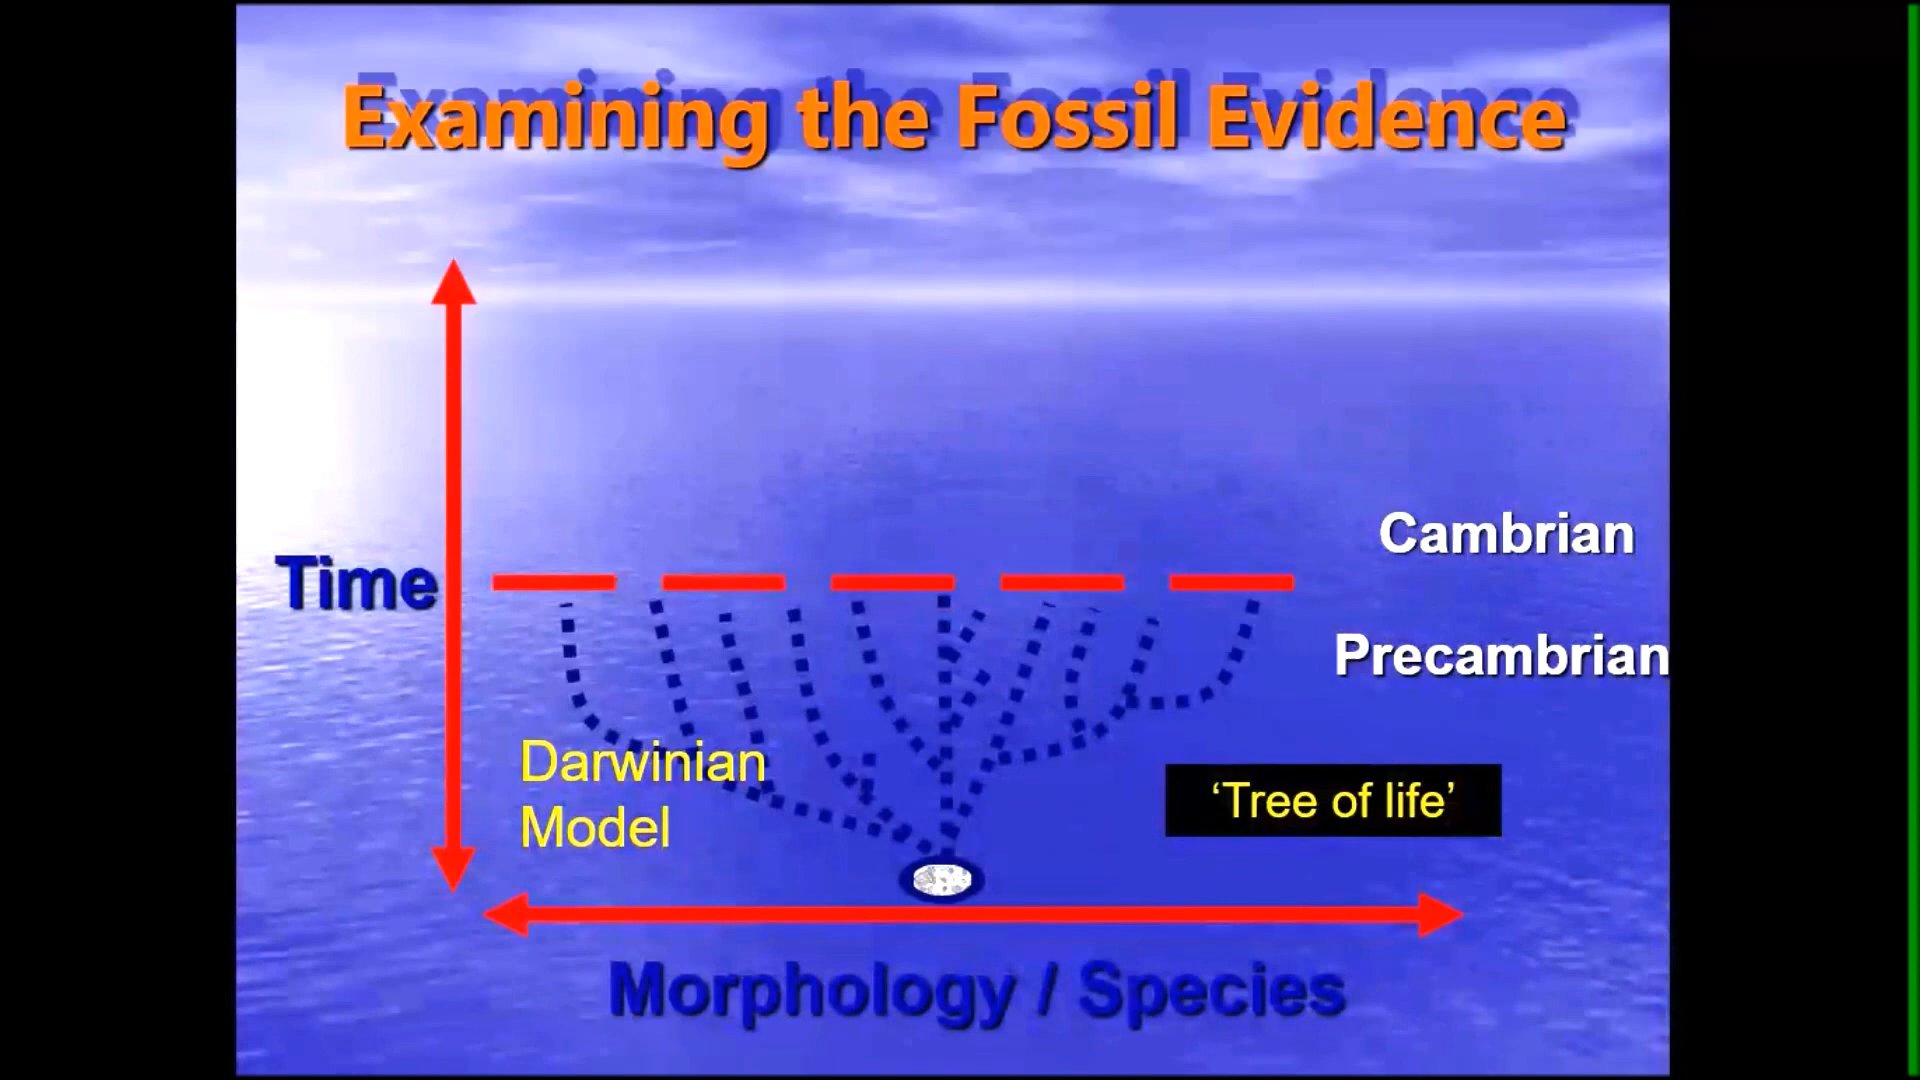 Examining the Fossil Evidence
Cambrian
Time
Precambrian
Darwinian
Model
‘Tree of life’
Morphology / Species